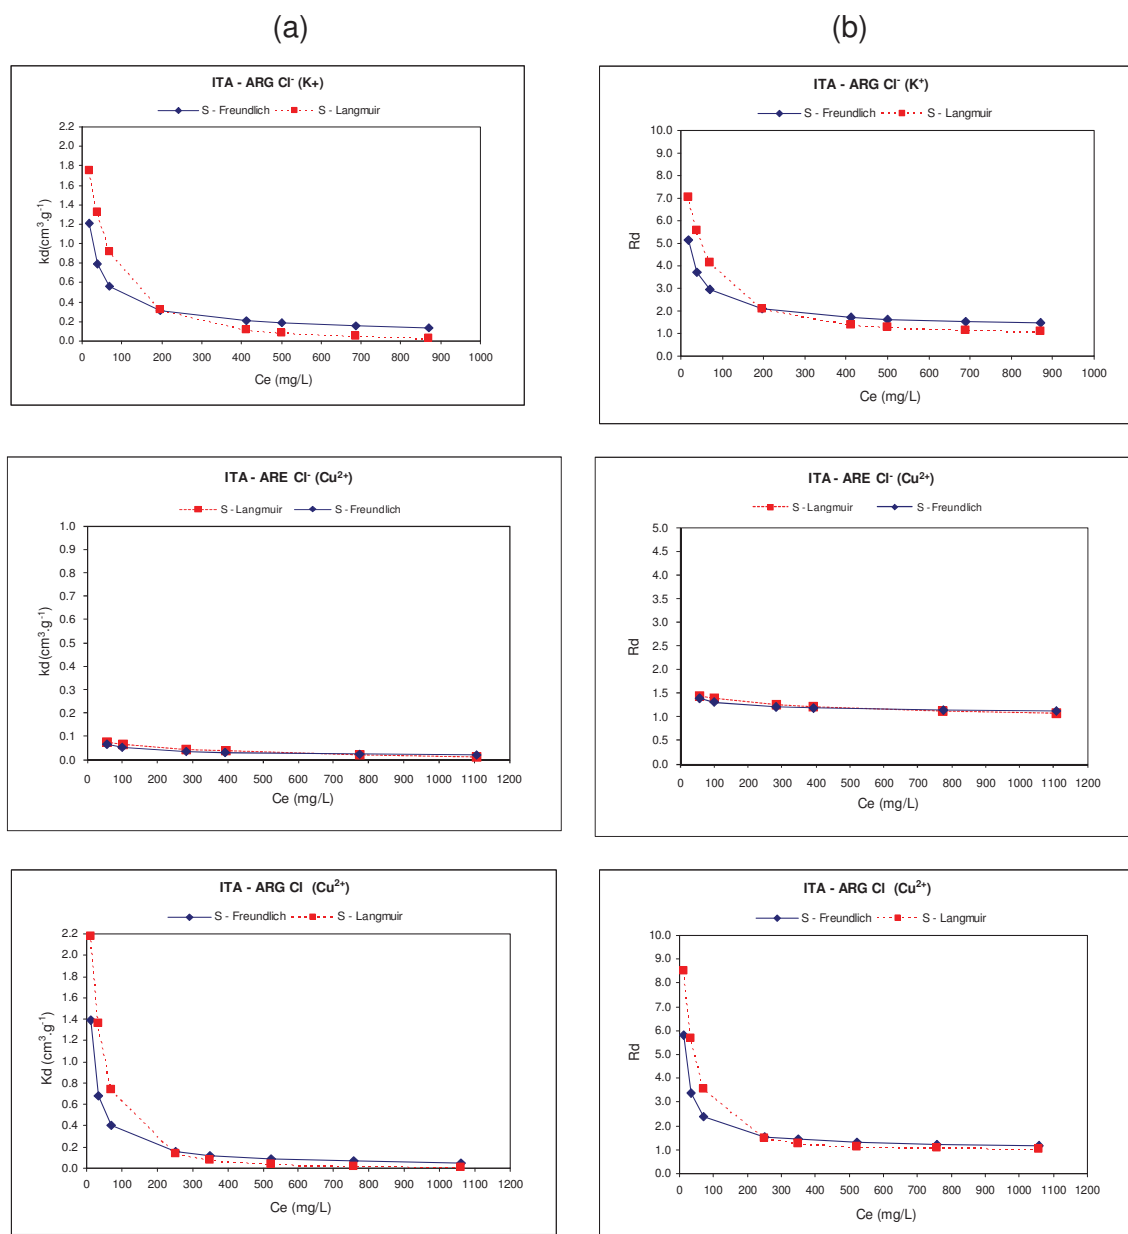 (a)
(b)
ITA - ARG Cl⁻ (K+)
S - Freundlich S - Langmuir
2.2
2.0
1.8
1.6
1.4
1.2
1.0
0.8
0.6
0.4
0.2
0.0
kd(cm³.g⁻¹)
0 100 200 300 400 500 600 700 800 900 1000
Ce (mg/L)
ITA - ARG Cl⁻ (K⁺)
S - Freundlich S - Langmuir
10.0
9.0
8.0
7.0
6.0
5.0
4.0
3.0
2.0
1.0
0.0
Rd
0 100 200 300 400 500 600 700 800 900 1000
Ce (mg/L)
ITA - ARE Cl⁻ (Cu²⁺)
S - Langmuir S - Freundlich
1.0
0.9
0.8
0.7
0.6
0.5
0.4
0.3
0.2
0.1
0.0
kd(cm³.g⁻¹)
0 100 200 300 400 500 600 700 800 900 1000 1100 1200
Ce (mg/L)
ITA - ARE Cl⁻ (Cu²⁺)
S - Langmuir S - Freundlich
5.0
4.5
4.0
3.5
3.0
2.5
2.0
1.5
1.0
0.5
0.0
Rd
0 100 200 300 400 500 600 700 800 900 1000 1100 1200
Ce (mg/L)
ITA - ARG Cl (Cu²⁺)
S - Freundlich S - Langmuir
2.2
2.0
1.8
1.6
1.4
1.2
1.0
0.8
0.6
0.4
0.2
0.0
Kd (cm³.g⁻¹)
0 100 200 300 400 500 600 700 800 900 1000 1100 1200
Ce (mg/L)
ITA - ARG Cl (Cu²⁺)
S - Freundlich S - Langmuir
10.0
9.0
8.0
7.0
6.0
5.0
4.0
3.0
2.0
1.0
0.0
Rd
0 100 200 300 400 500 600 700 800 900 1000 1100 1200
Ce (mg/L)